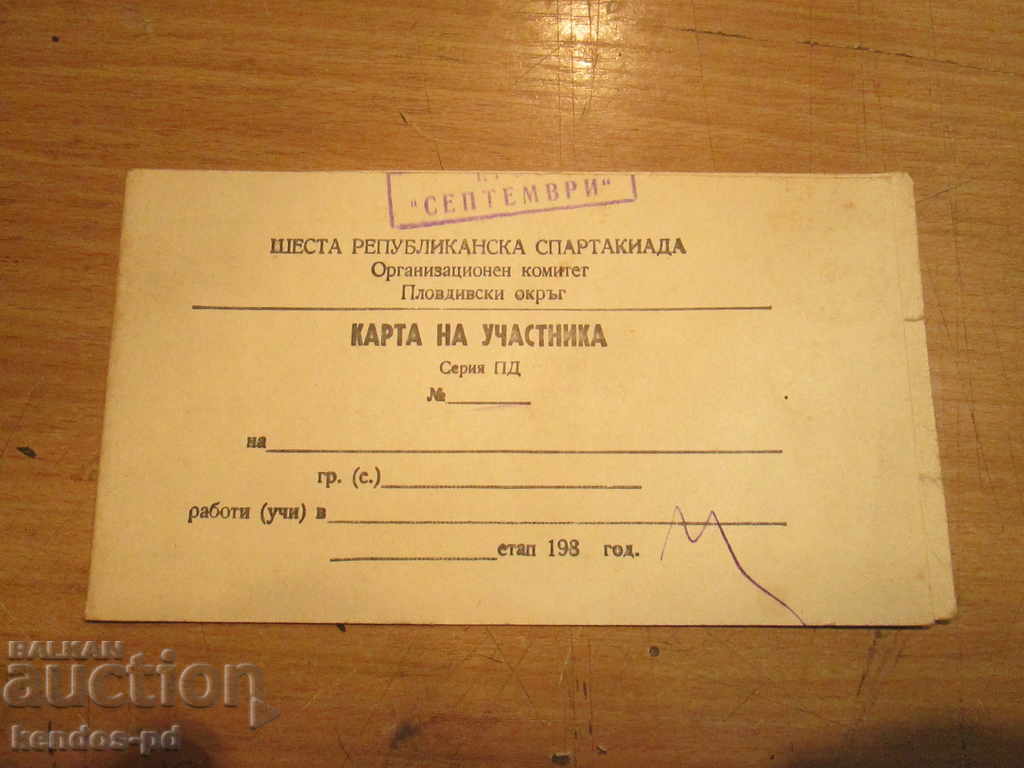 "СЕПТЕМВРИ"
ШЕСТА РЕПУБЛИКАНСКА СПАРТАКИАДА
Организационен комитет
Пловдивски окръг
КАРТА НА УЧАСТНИКА
Серия ПД
№
на
гр. (с.)
работи (учи) в
етап 198 год.
BALKAN
auction
kendos-pd